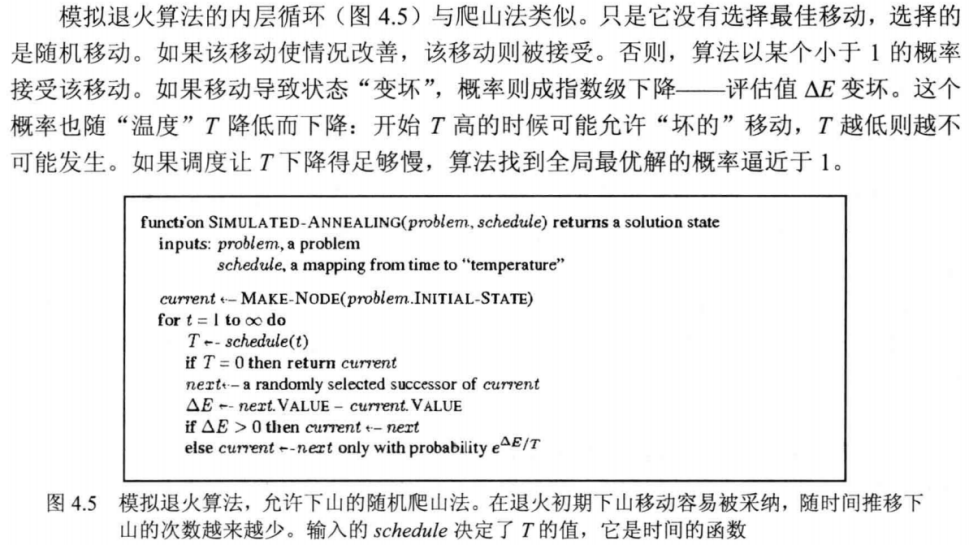 模拟退火算法的内层循环（图 4.5）与爬山法类似。只是它没有选择最佳移动，选择的
是随机移动。如果该移动使情况改善，该移动则被接受。否则，算法以某个小于 1 的概率
接受该移动。如果移动导致状态“变坏”，概率则成指数级下降——评估值 ΔE 变坏。这个
概率也随“温度”T 降低而下降：开始 T 高的时候可能允许“坏的”移动，T 越低则越不
可能发生。如果调度让 T 下降得足够慢，算法找到全局最优解的概率逼近于 1。
function SIMULATED-ANNEALING(problem, schedule) returns a solution state
inputs: problem, a problem
schedule, a mapping from time to “temperature”
current ← MAKE-NODE(problem.INITIAL-STATE)
for t = 1 to ∞ do
T ← schedule(t)
if T = 0 then return current
next ← a randomly selected successor of current
ΔE ← next.VALUE – current.VALUE
if ΔE > 0 then current ← next
else current ← next only with probability e^{ΔE/T}
图 4.5 模拟退火算法，允许下山的随机爬山法。在退火初期下山移动容易被采纳，随时间推移下
山的次数越来越少。输入的 schedule 决定了 T 的值，它是时间的函数